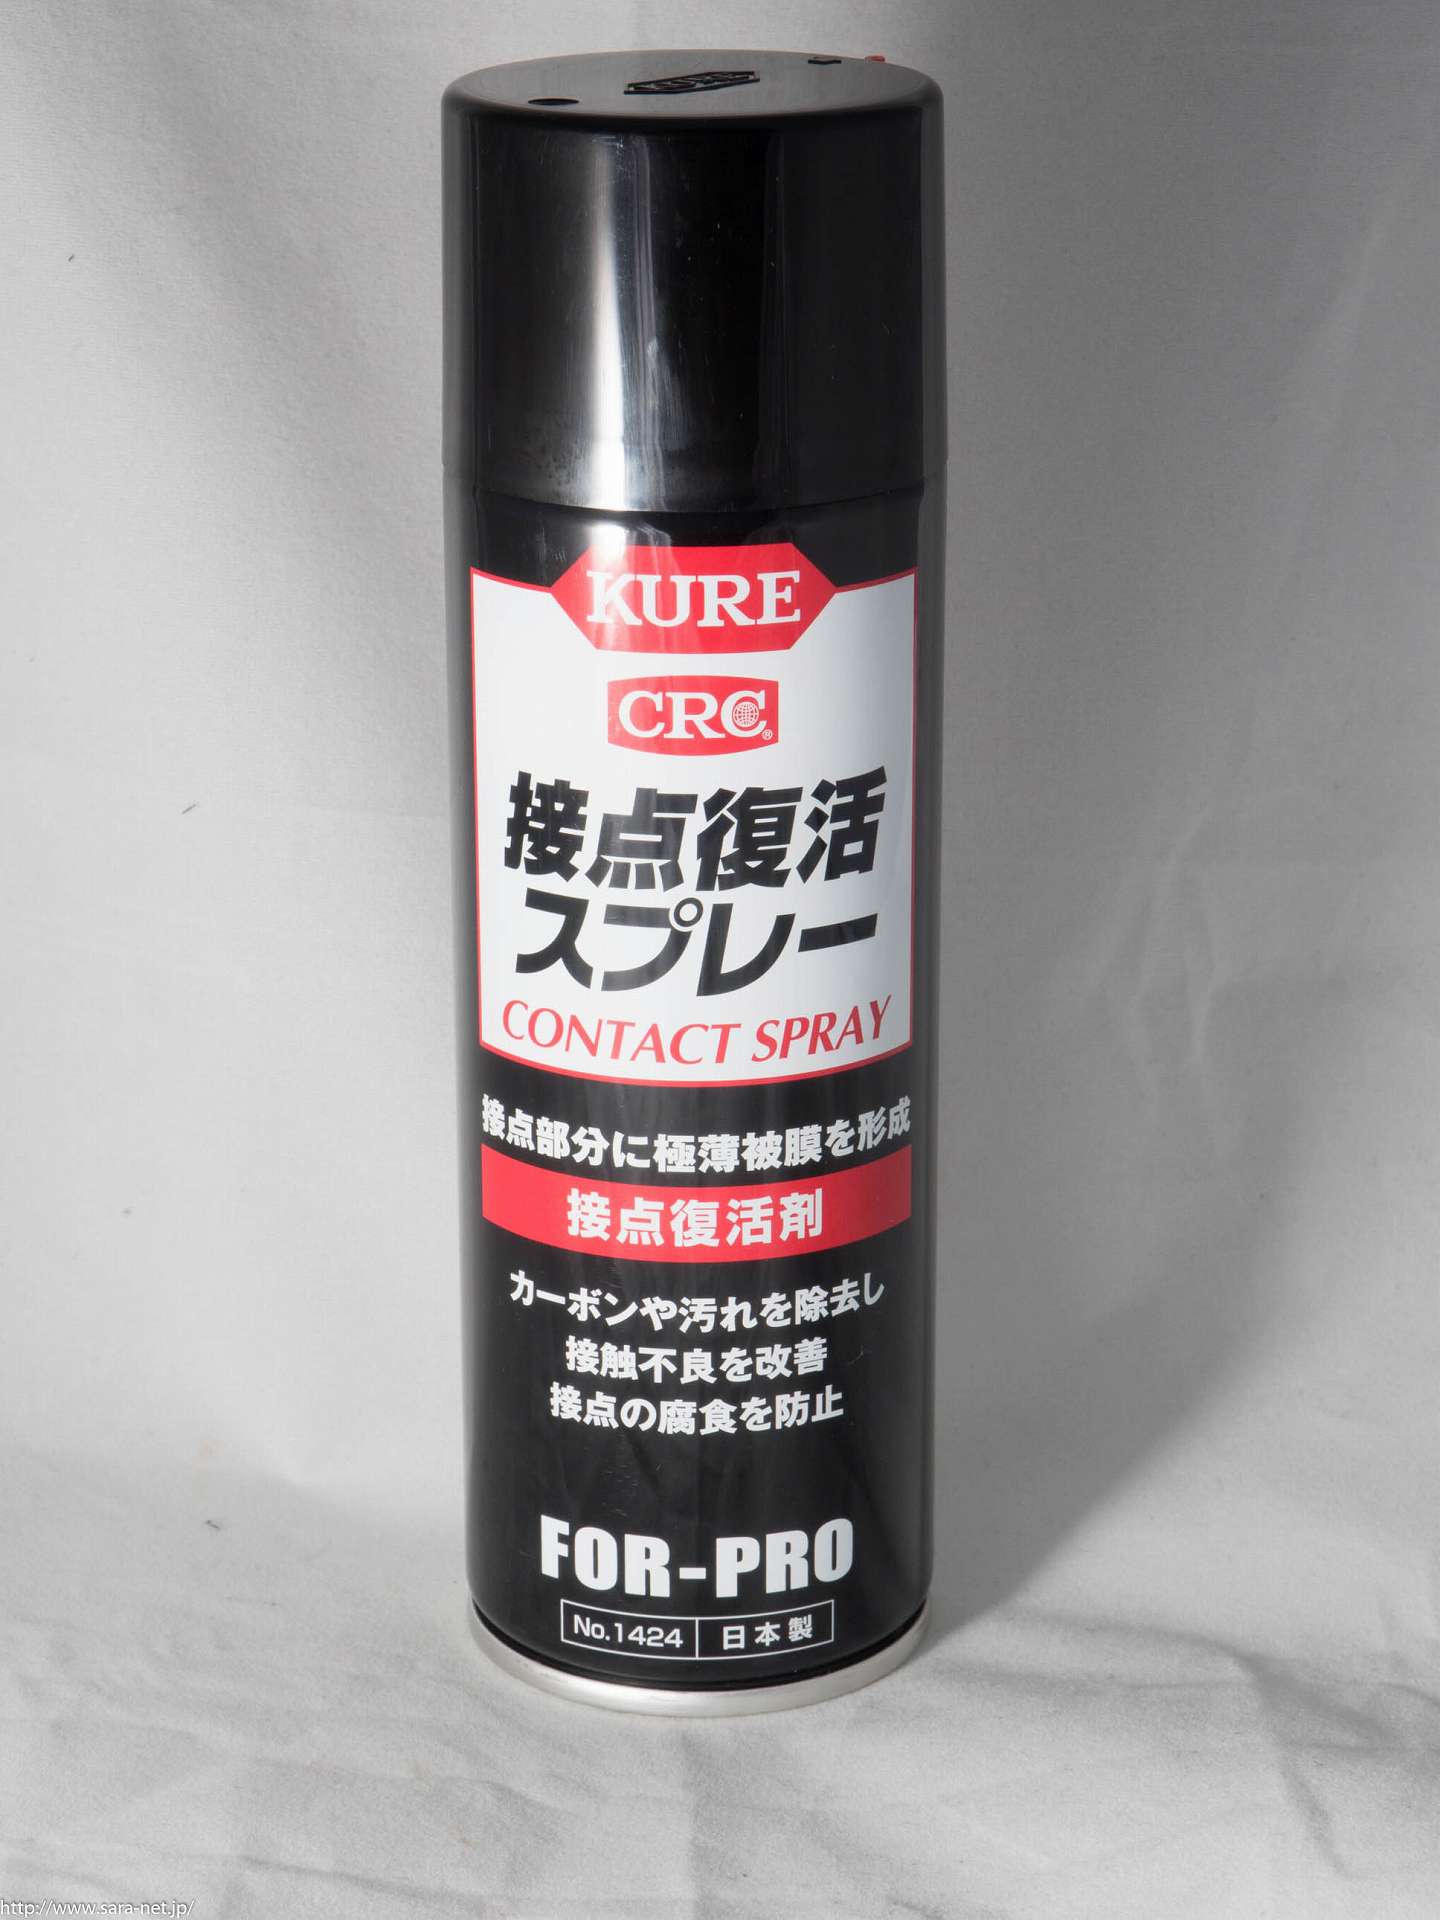 KURE
KURE
CRC®
接点復活
スプレー
CONTACT SPRAY
接点部分に極薄被膜を形成
接点復活剤
カーボンや汚れを除去し
接触不良を改善
接点の腐食を防止
FOR-PRO
No.1424 日本製
http://www.sara-net.jp/